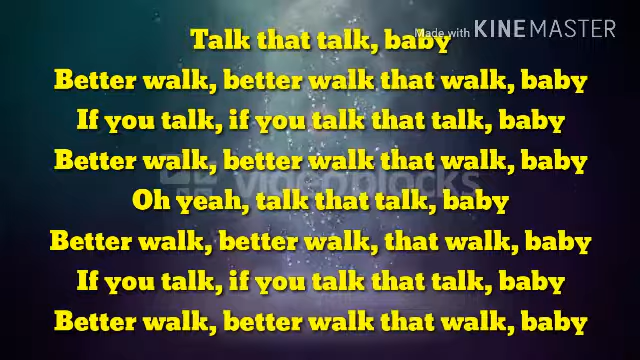 Made with KINEMASTER
Talk that talk, baby
Better walk, better walk that walk, baby
If you talk, if you talk that talk, baby
Better walk, better walk that walk, baby
videoblocks
Oh yeah, talk that talk, baby
Better walk, better walk, that walk, baby
If you talk, if you talk that talk, baby
Better walk, better walk that walk, baby